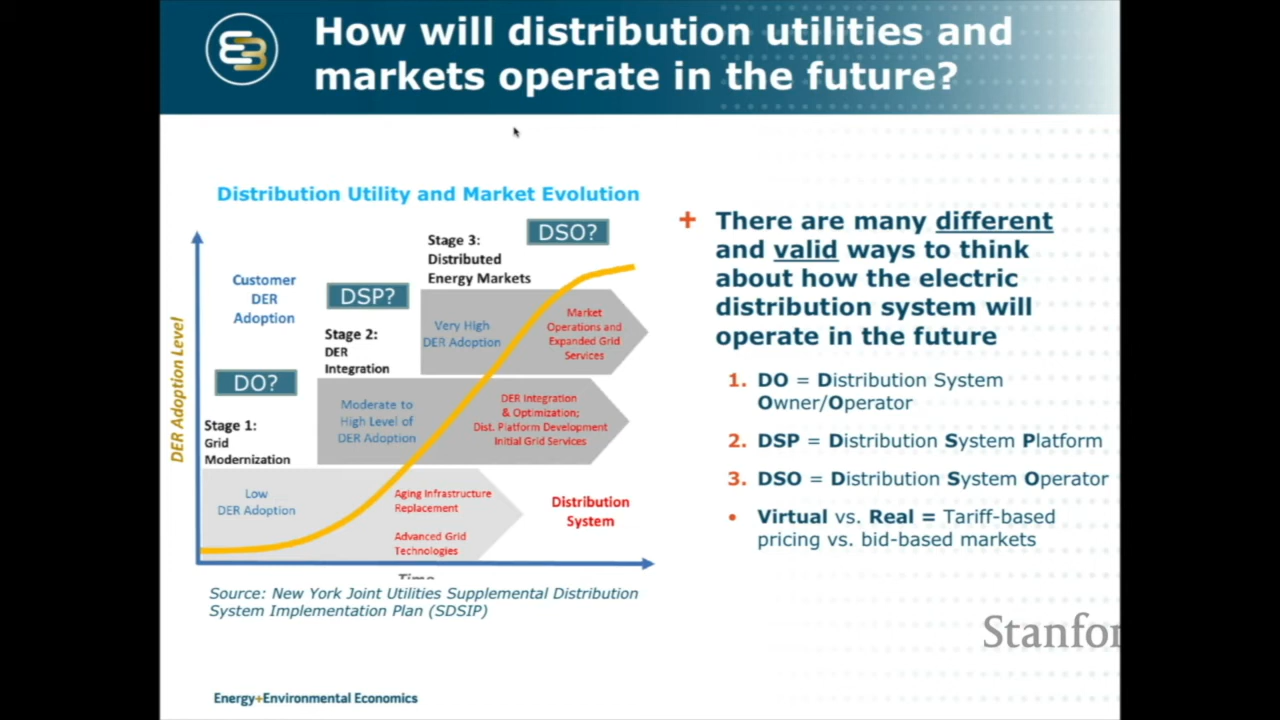 How will distribution utilities and
markets operate in the future?
Distribution Utility and Market Evolution
DER Adoption Level
Customer
DER
Adoption
DO?
Stage 1:
Grid
Modernization
Low
DER Adoption
Aging Infrastructure
Replacement
Advanced Grid
Technologies
DSP?
Stage 2:
DER
Integration
Moderate to
High Level of
DER Adoption
DER Integration
& Optimization;
Dist. Platform Development
Initial Grid Services
DSO?
Stage 3:
Distributed
Energy Markets
Very High
DER Adoption
Market
Operations and
Expanded Grid
Services
Distribution
System
Time
Source: New York Joint Utilities Supplemental Distribution
System Implementation Plan (SDSIP)
+ There are many different
and valid ways to think
about how the electric
distribution system will
operate in the future
1. DO = Distribution System
Owner/Operator
2. DSP = Distribution System Platform
3. DSO = Distribution System Operator
• Virtual vs. Real = Tariff-based
pricing vs. bid-based markets
Stanfor
Energy+Environmental Economics